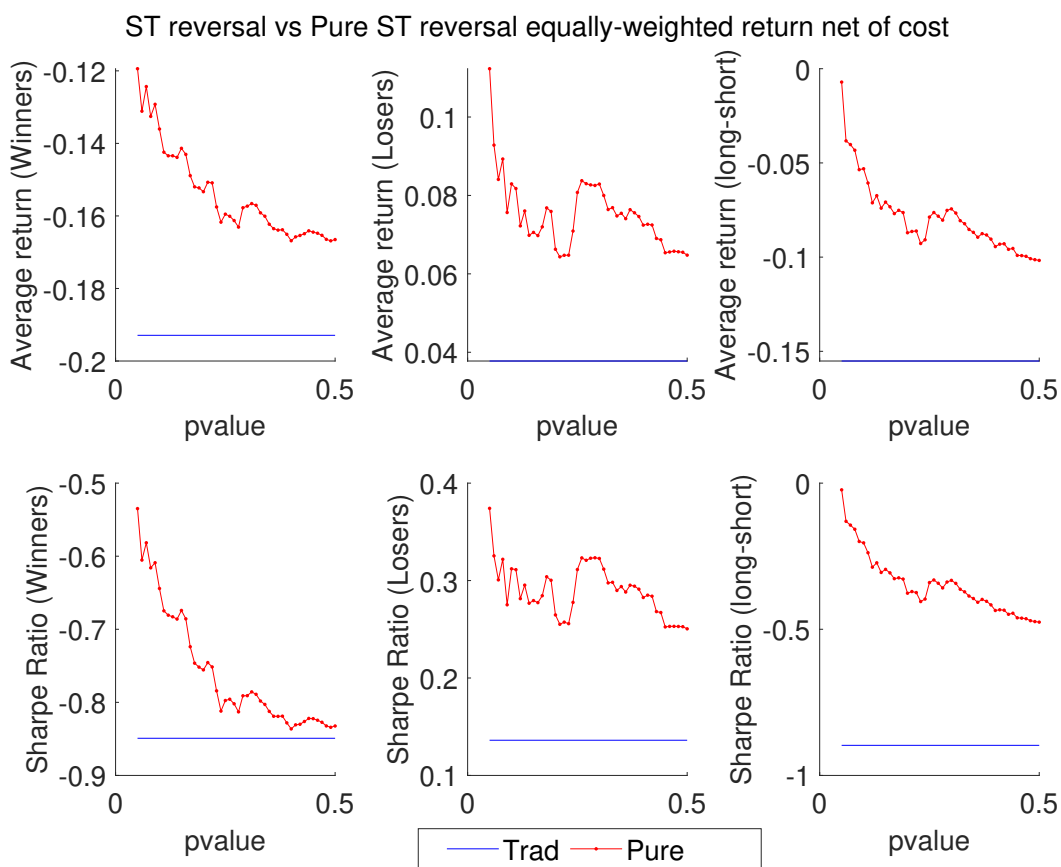 ST reversal vs Pure ST reversal equally-weighted return net of cost
Average return (Winners)
-0.12
-0.14
-0.16
-0.18
-0.2
0
0.5
pvalue
Average return (Losers)
0.1
0.08
0.06
0.04
0
0.5
pvalue
Average return (long-short)
0
-0.05
-0.1
-0.15
0
0.5
pvalue
Sharpe Ratio (Winners)
-0.5
-0.6
-0.7
-0.8
-0.9
0
0.5
pvalue
Sharpe Ratio (Losers)
0.4
0.3
0.2
0.1
0
0.5
pvalue
Sharpe Ratio (long-short)
0
-0.5
-1
0
0.5
pvalue
Trad
Pure